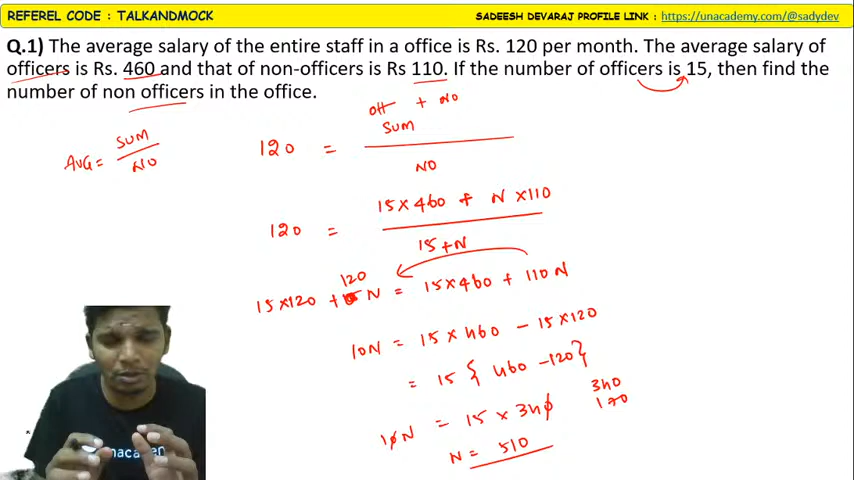 REFEREL CODE : TALKANDMOCK
SADEESH DEVARAJ PROFILE LINK : https://unacademy.com/@sadydev
Q.1) The average salary of the entire staff in a office is Rs. 120 per month. The average salary of
officers is Rs. 460 and that of non-officers is Rs 110. If the number of officers is 15, then find the
number of non officers in the office.
off + NO
SUM
120 = 
NO
AVG = SUM
NO
15 x 460 + N x 110
120 =
15 + N
120
15 x 120 + N = 15 x 460 + 110 N
10N = 15 x 460 - 15 x 120
= 15 { 460 - 120 }
340
170
10N = 15 x 340
N = 510
unacadem